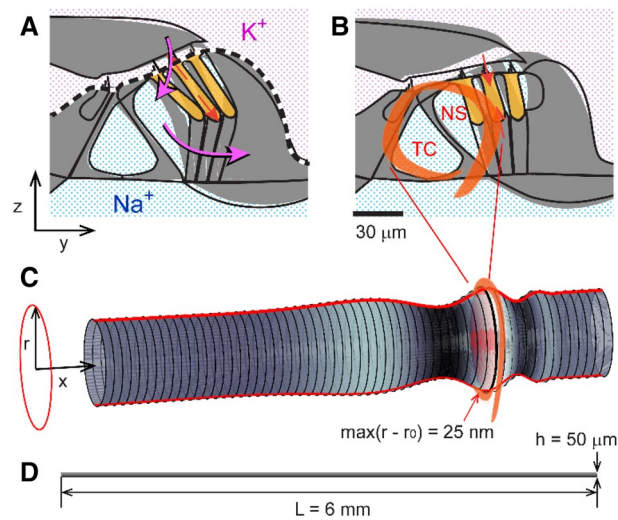 A
K+
Na+
z
y
B
NS
TC
30 μm
C
r
x
max(r - r₀) = 25 nm
h = 50 μm
D
L = 6 mm